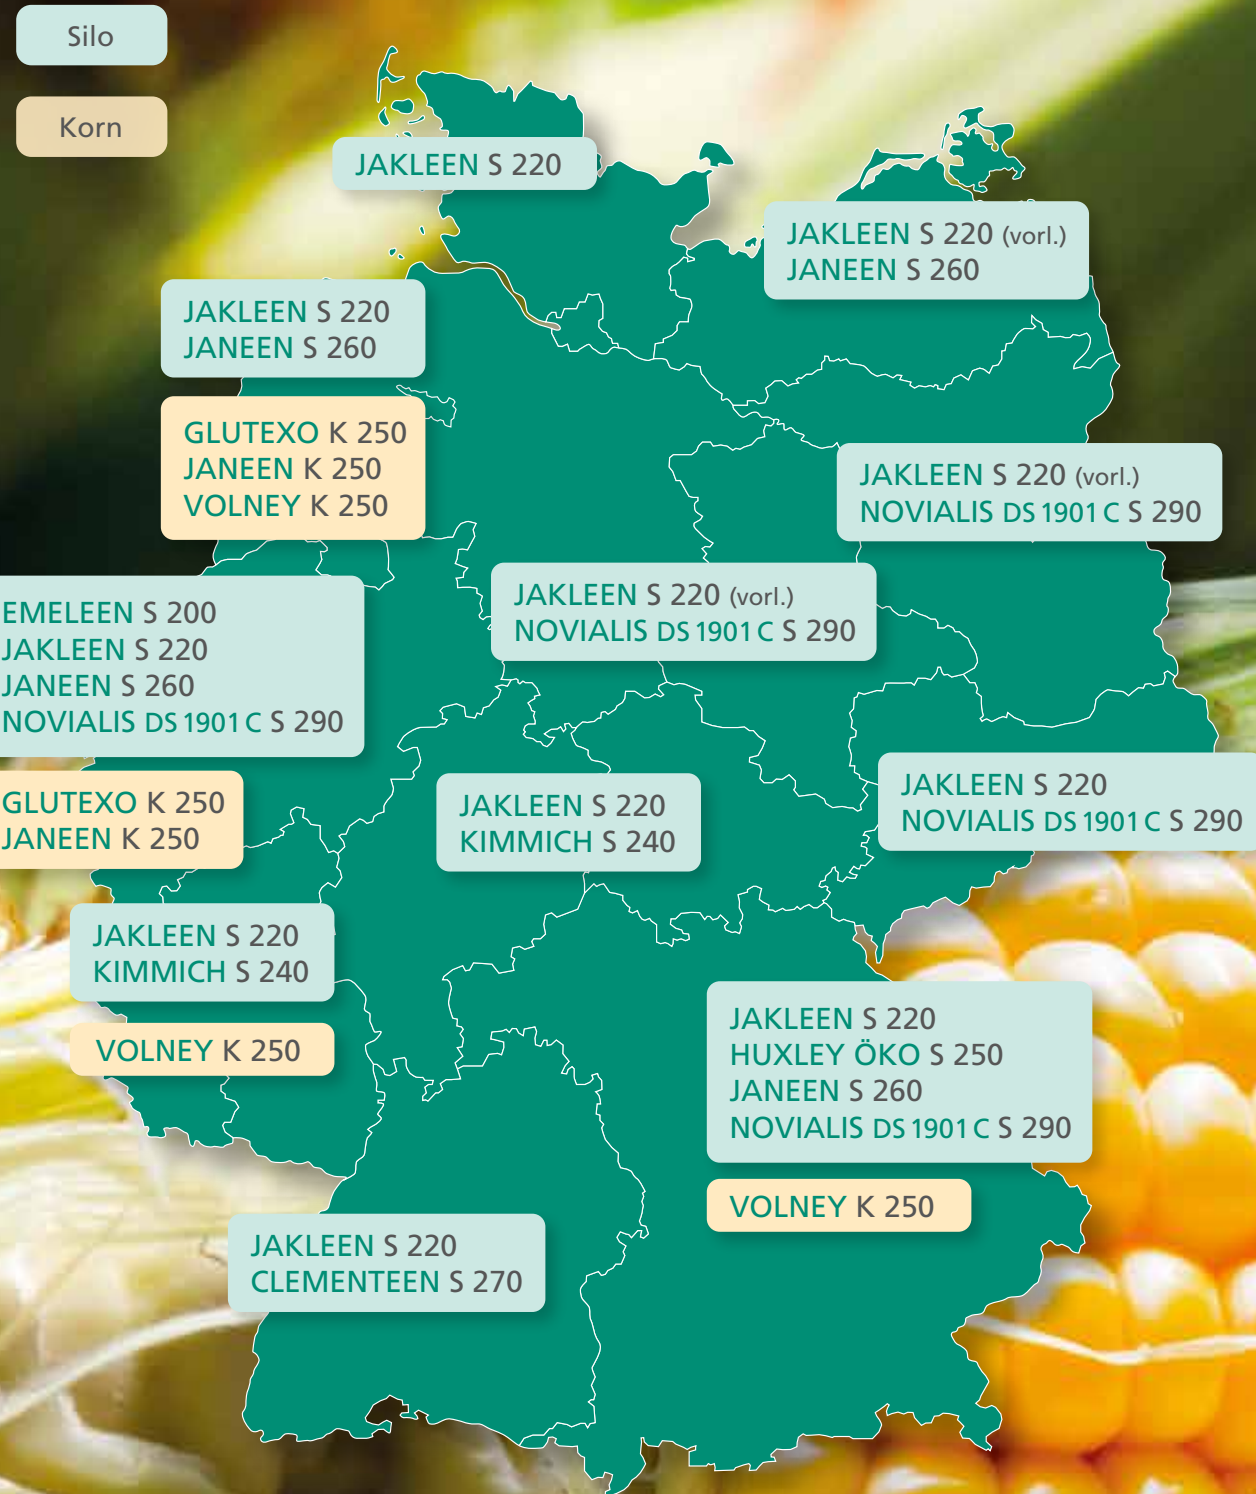 Silo
Korn
JAKLEEN S 220
JAKLEEN S 220 (vorl.)
JANEEN S 260
JAKLEEN S 220
JANEEN S 260
GLUTEXO K 250
JANEEN K 250
VOLNEY K 250
JAKLEEN S 220 (vorl.)
NOVIALIS DS 1901 C S 290
JAKLEEN S 220 (vorl.)
NOVIALIS DS 1901 C S 290
EMELEEN S 200
JAKLEEN S 220
JANEEN S 260
NOVIALIS DS 1901 C S 290
GLUTEXO K 250
JANEEN K 250
JAKLEEN S 220
KIMMICH S 240
JAKLEEN S 220
NOVIALIS DS 1901 C S 290
JAKLEEN S 220
KIMMICH S 240
VOLNEY K 250
JAKLEEN S 220
HUXLEY ÖKO S 250
JANEEN S 260
NOVIALIS DS 1901 C S 290
VOLNEY K 250
JAKLEEN S 220
CLEMENTEEN S 270